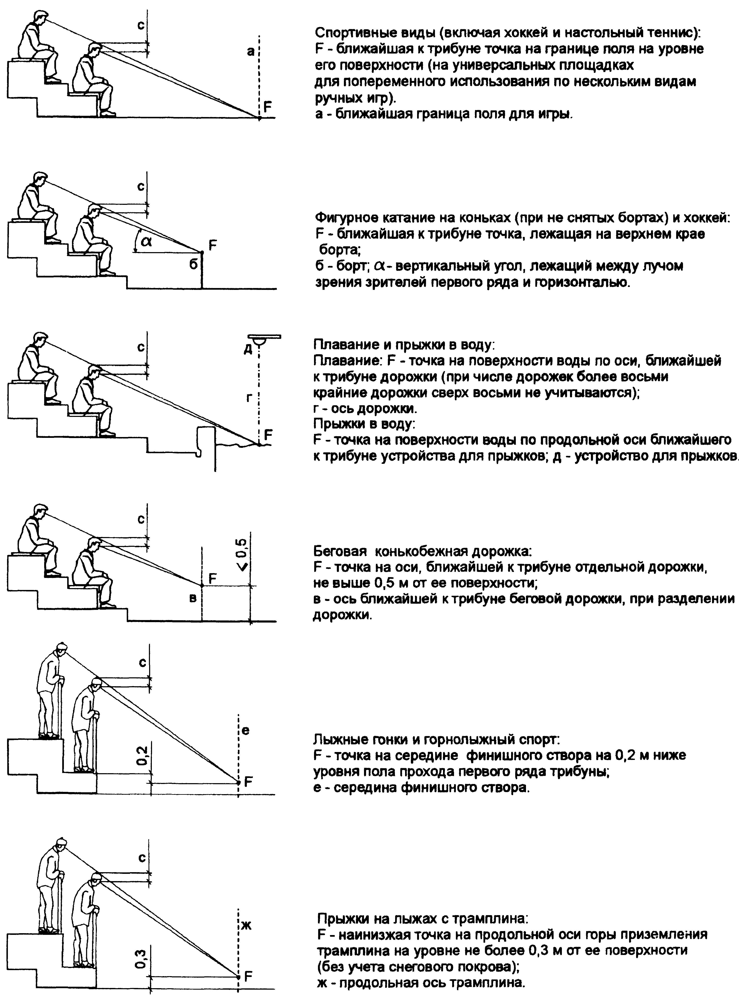 с
а
F
Спортивные виды (включая хоккей и настольный теннис):
F - ближайшая к трибуне точка на границе поля на уровне
его поверхности (на универсальных площадках
для попеременного использования по нескольким видам
ручных игр).
а - ближайшая граница поля для игры.
с
α
F
б
Фигурное катание на коньках (при не снятых бортах) и хоккей:
F - ближайшая к трибуне точка, лежащая на верхнем крае
борта;
б - борт; α - вертикальный угол, лежащий между лучом
зрения зрителей первого ряда и горизонталью.
с
д
г
F
Плавание и прыжки в воду:
Плавание: F - точка на поверхности воды по оси, ближайшей
к трибуне дорожки (при числе дорожек более восьми
крайние дорожки сверх восьми не учитываются);
г - ось дорожки.
Прыжки в воду:
F - точка на поверхности воды по продольной оси ближайшего
к трибуне устройства для прыжков; д - устройство для прыжков.
с
< 0,5
F
в
Беговая конькобежная дорожка:
F - точка на оси, ближайшей к трибуне отдельной дорожки,
не выше 0,5 м от ее поверхности;
в - ось ближайшей к трибуне беговой дорожки, при разделении
дорожки.
с
е
0,2
F
Лыжные гонки и горнолыжный спорт:
F - точка на середине финишного створа на 0,2 м ниже
уровня пола прохода первого ряда трибуны;
е - середина финишного створа.
с
ж
0,3
F
Прыжки на лыжах с трамплина:
F - наинизжая точка на продольной оси горы приземления
трамплина на уровне не более 0,3 м от ее поверхности
(без учета снегового покрова);
ж - продольная ось трамплина.